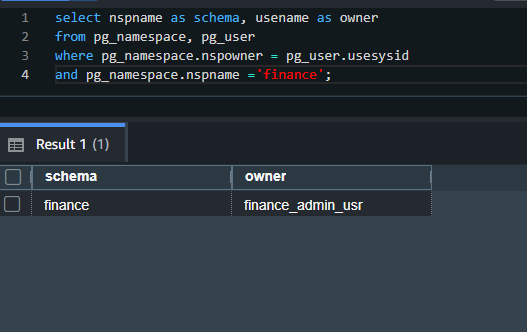 1 select nspname as schema, usename as owner
2 from pg_namespace, pg_user
3 where pg_namespace.nspowner = pg_user.usesysid
4 and pg_namespace.nspname ='finance';
Result 1 (1)
schema owner
finance finance_admin_usr